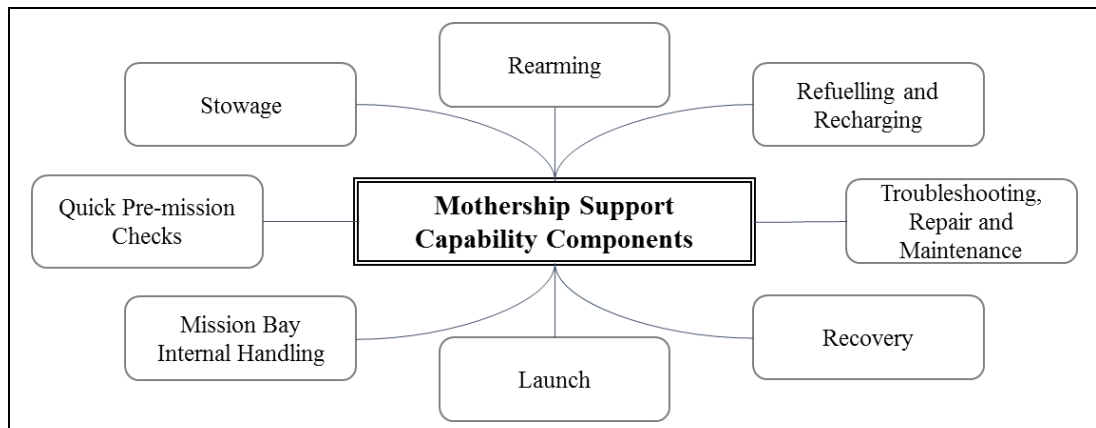 Rearming
Stowage
Refuelling and
Recharging
Quick Pre-mission
Checks
Mothership Support
Capability Components
Troubleshooting,
Repair and
Maintenance
Mission Bay
Internal Handling
Launch
Recovery